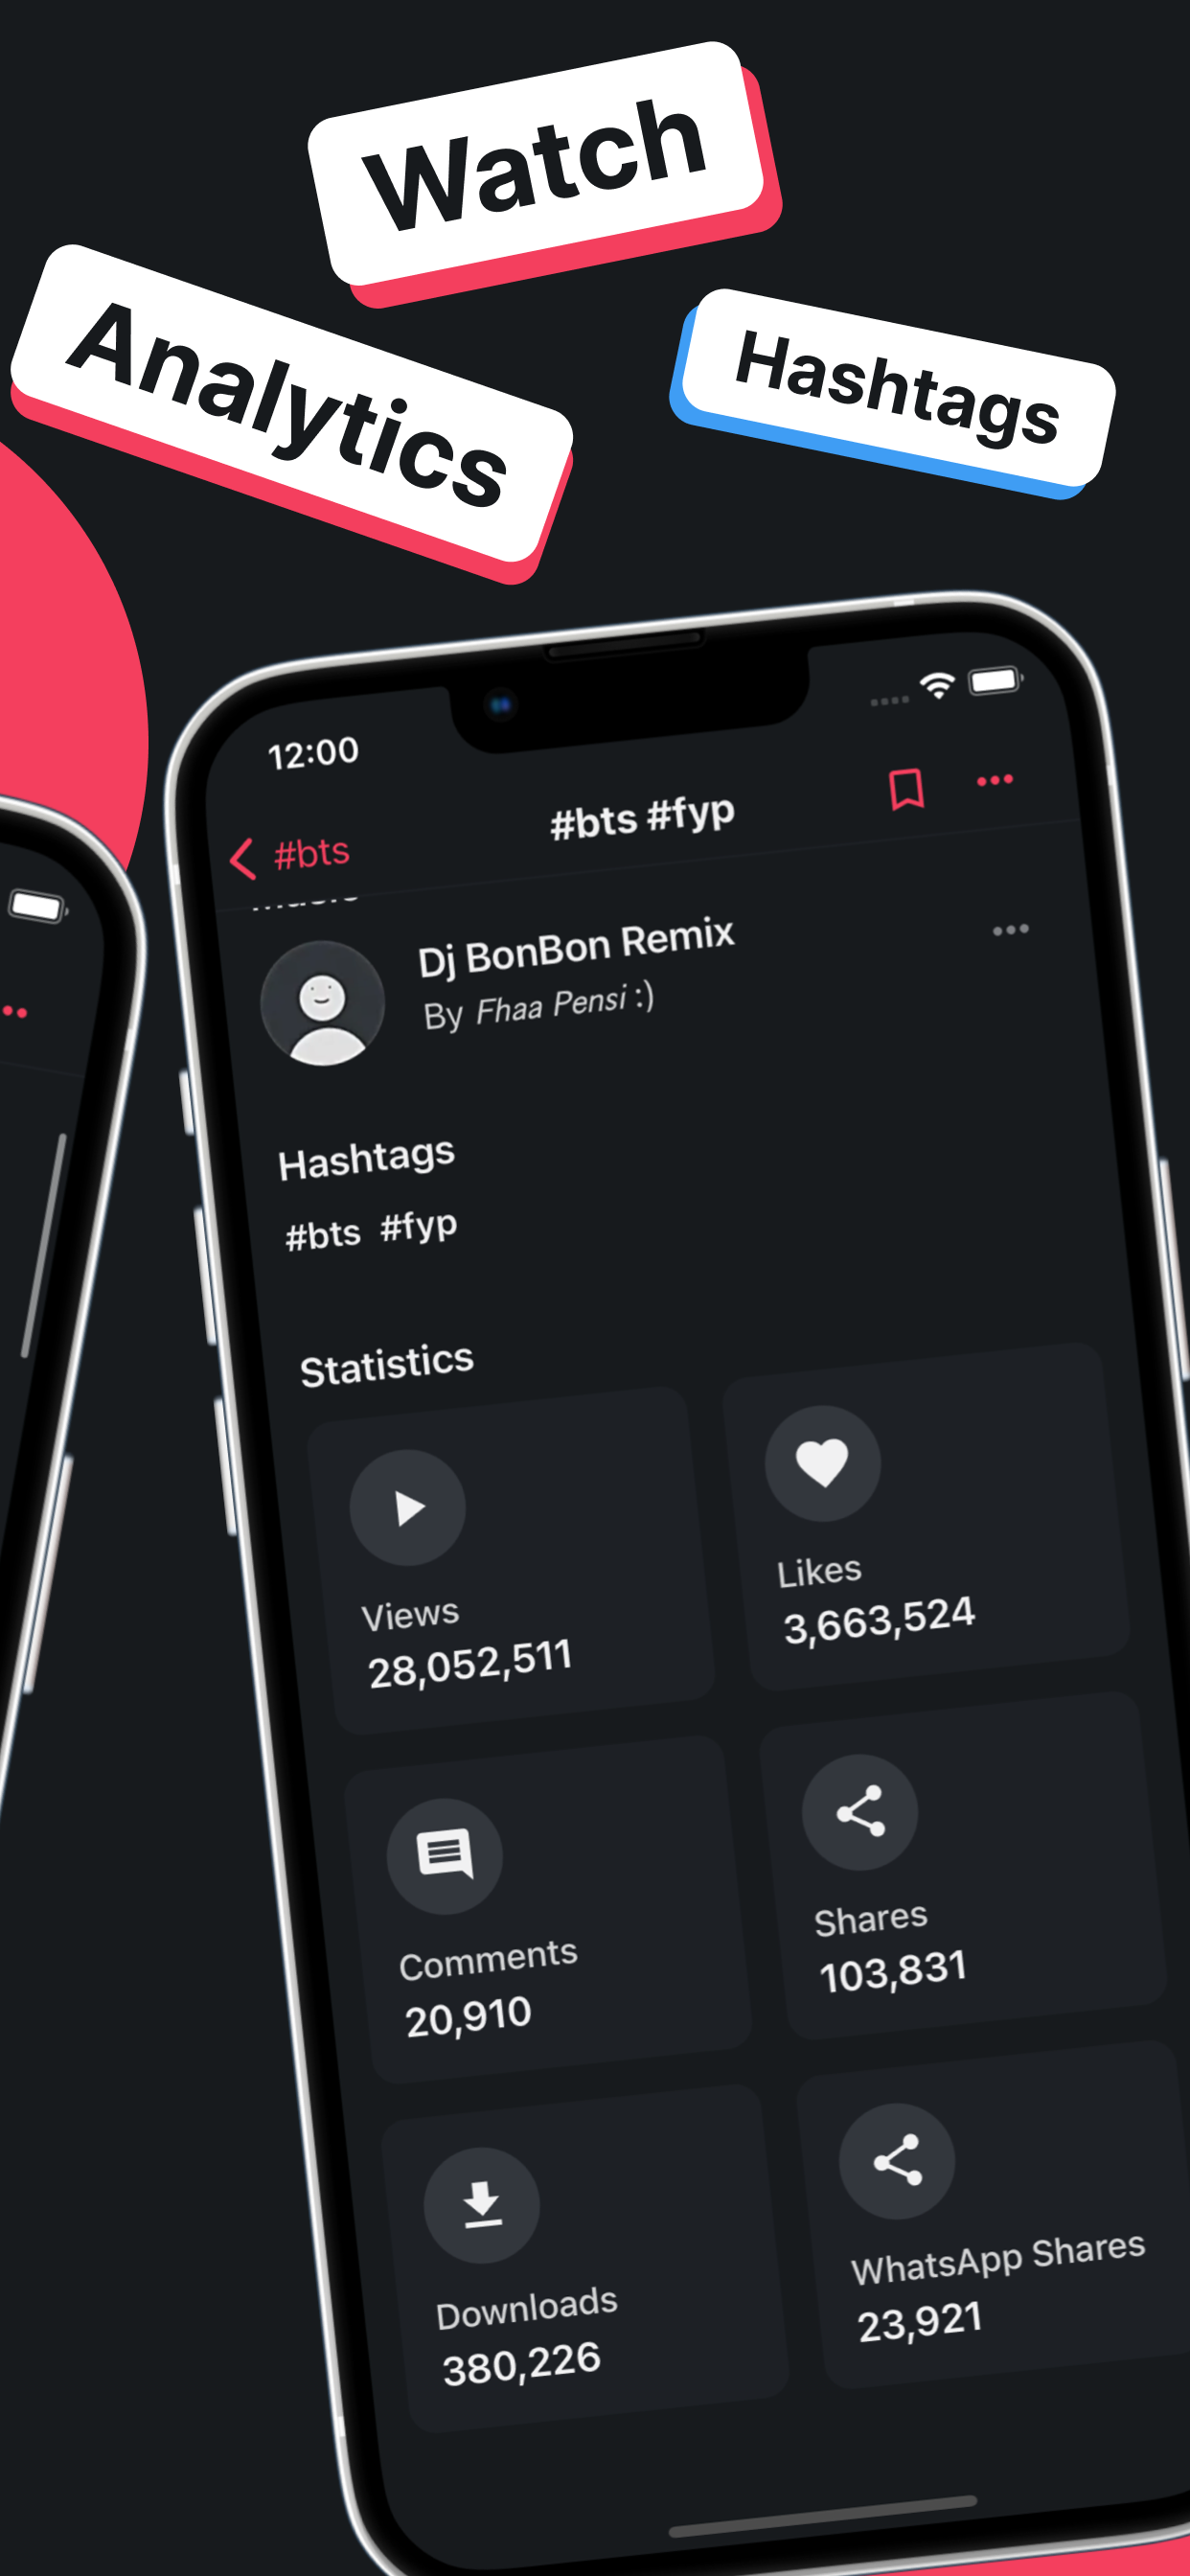 Watch
Analytics
Hashtags
12:00
#bts
#bts #fyp
Dj BonBon Remix
By Fhaa Pensi :)
Hashtags
#bts #fyp
Statistics
Views
28,052,511
Likes
3,663,524
Comments
20,910
Shares
103,831
Downloads
380,226
WhatsApp Shares
23,921